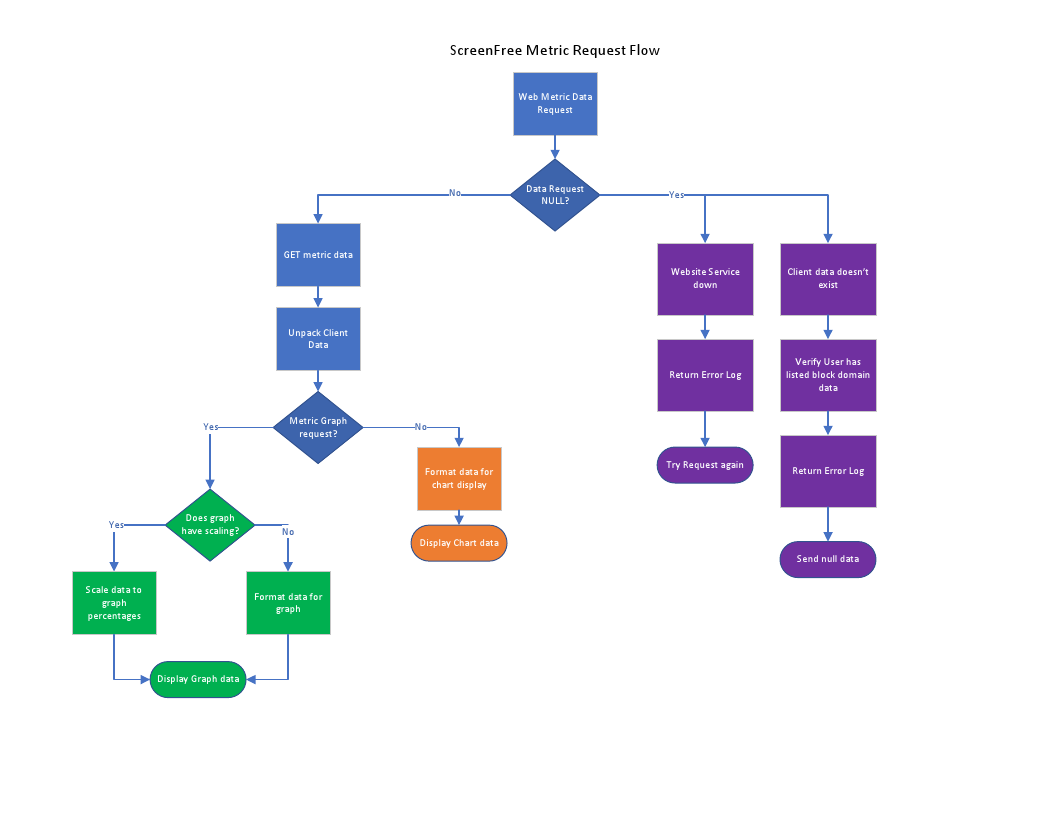 ScreenFree Metric Request Flow
Web Metric Data
Request
Data Request
NULL?
No
Yes
GET metric data
Unpack Client
Data
Metric Graph
request?
Yes
No
Does graph
have scaling?
Yes
No
Scale data to
graph
percentages
Format data for
graph
Display Graph data
Format data for
chart display
Display Chart data
Website Service
down
Return Error Log
Try Request again
Client data doesn't
exist
Verify User has
listed block domain
data
Return Error Log
Send null data